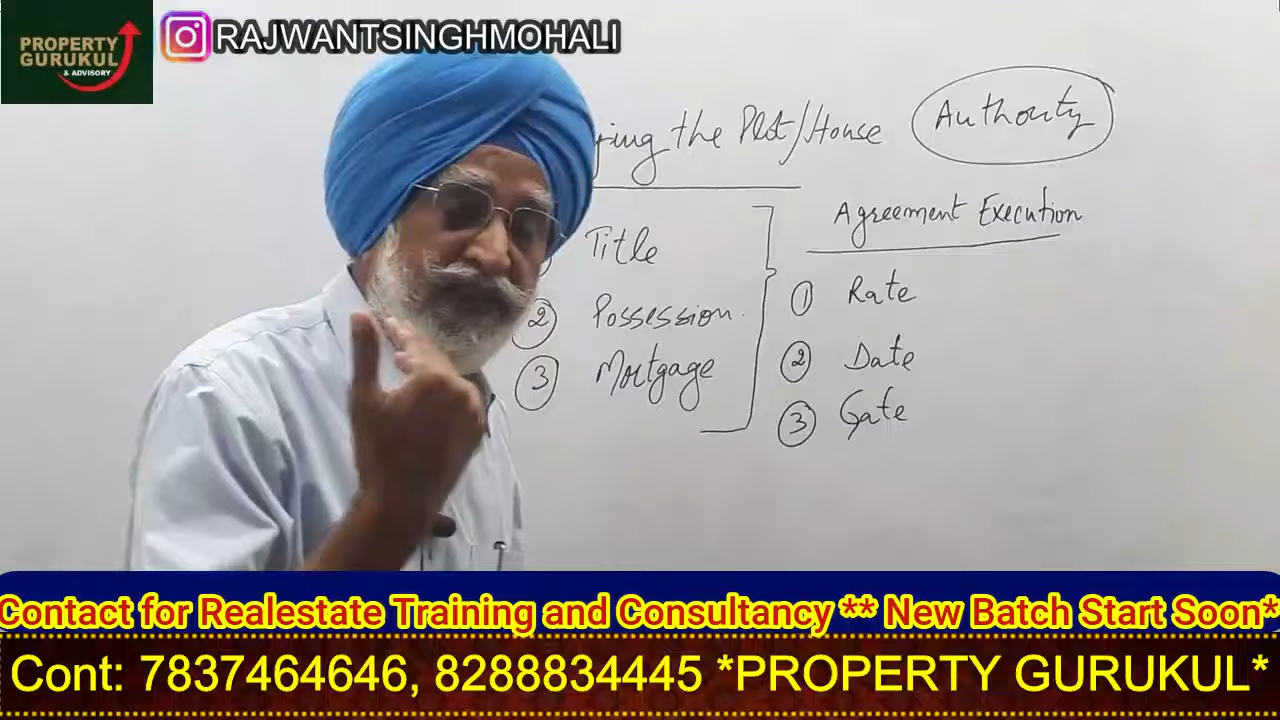 PROPERTY
GURUKUL
& ADVISORY
RAJWANTSINGHMOHALI
the Plot/House
Authority
Agreement Execution
Title
② Possession.
③ Mortgage
① Rate
② Date
③ Gate
Contact for Realestate Training and Consultancy ** New Batch Start Soon*
Cont: 7837464646, 8288834445 *PROPERTY GURUKUL*